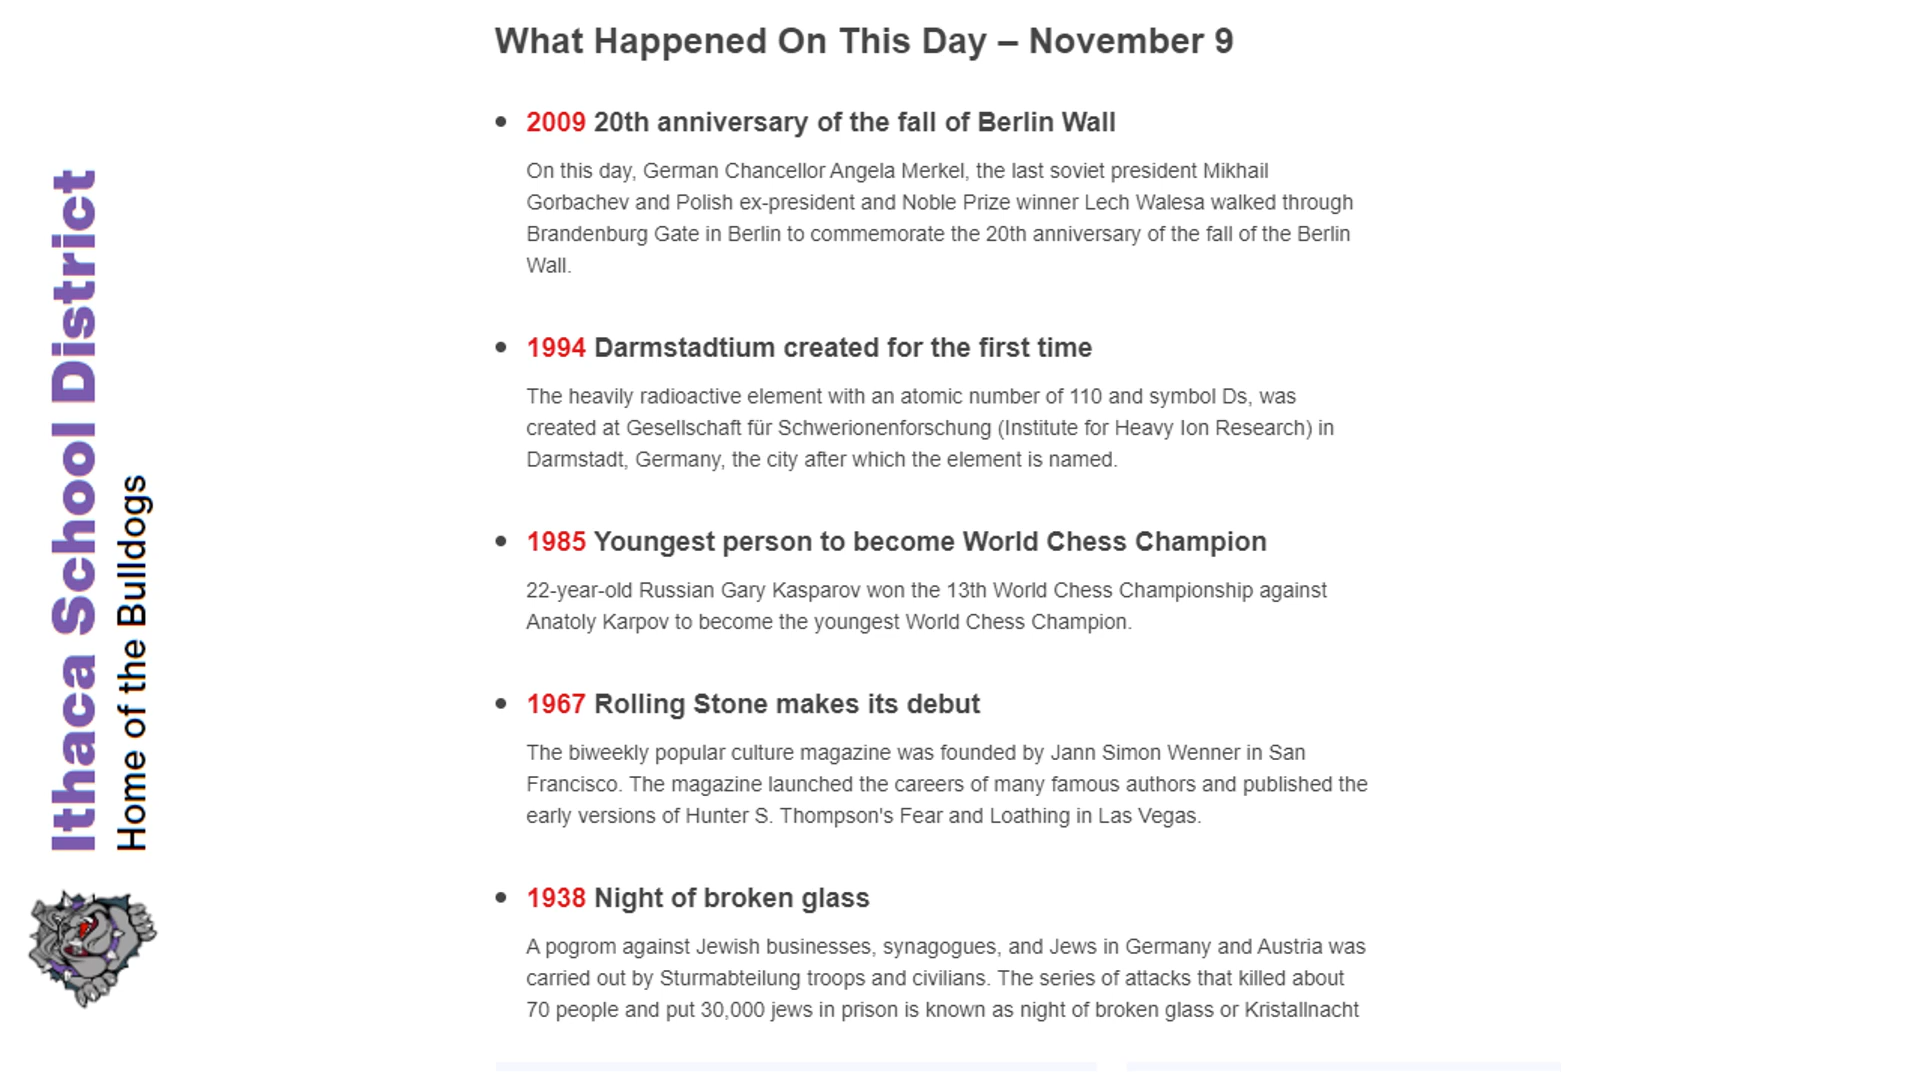 What Happened On This Day – November 9
• 2009 20th anniversary of the fall of Berlin Wall
On this day, German Chancellor Angela Merkel, the last soviet president Mikhail
Gorbachev and Polish ex-president and Noble Prize winner Lech Walesa walked through
Brandenburg Gate in Berlin to commemorate the 20th anniversary of the fall of the Berlin
Wall.
• 1994 Darmstadtium created for the first time
The heavily radioactive element with an atomic number of 110 and symbol Ds, was
created at Gesellschaft für Schwerionenforschung (Institute for Heavy Ion Research) in
Darmstadt, Germany, the city after which the element is named.
• 1985 Youngest person to become World Chess Champion
22-year-old Russian Gary Kasparov won the 13th World Chess Championship against
Anatoly Karpov to become the youngest World Chess Champion.
• 1967 Rolling Stone makes its debut
The biweekly popular culture magazine was founded by Jann Simon Wenner in San
Francisco. The magazine launched the careers of many famous authors and published the
early versions of Hunter S. Thompson's Fear and Loathing in Las Vegas.
• 1938 Night of broken glass
A pogrom against Jewish businesses, synagogues, and Jews in Germany and Austria was
carried out by Sturmabteilung troops and civilians. The series of attacks that killed about
70 people and put 30,000 jews in prison is known as night of broken glass or Kristallnacht
Ithaca School District
Home of the Bulldogs